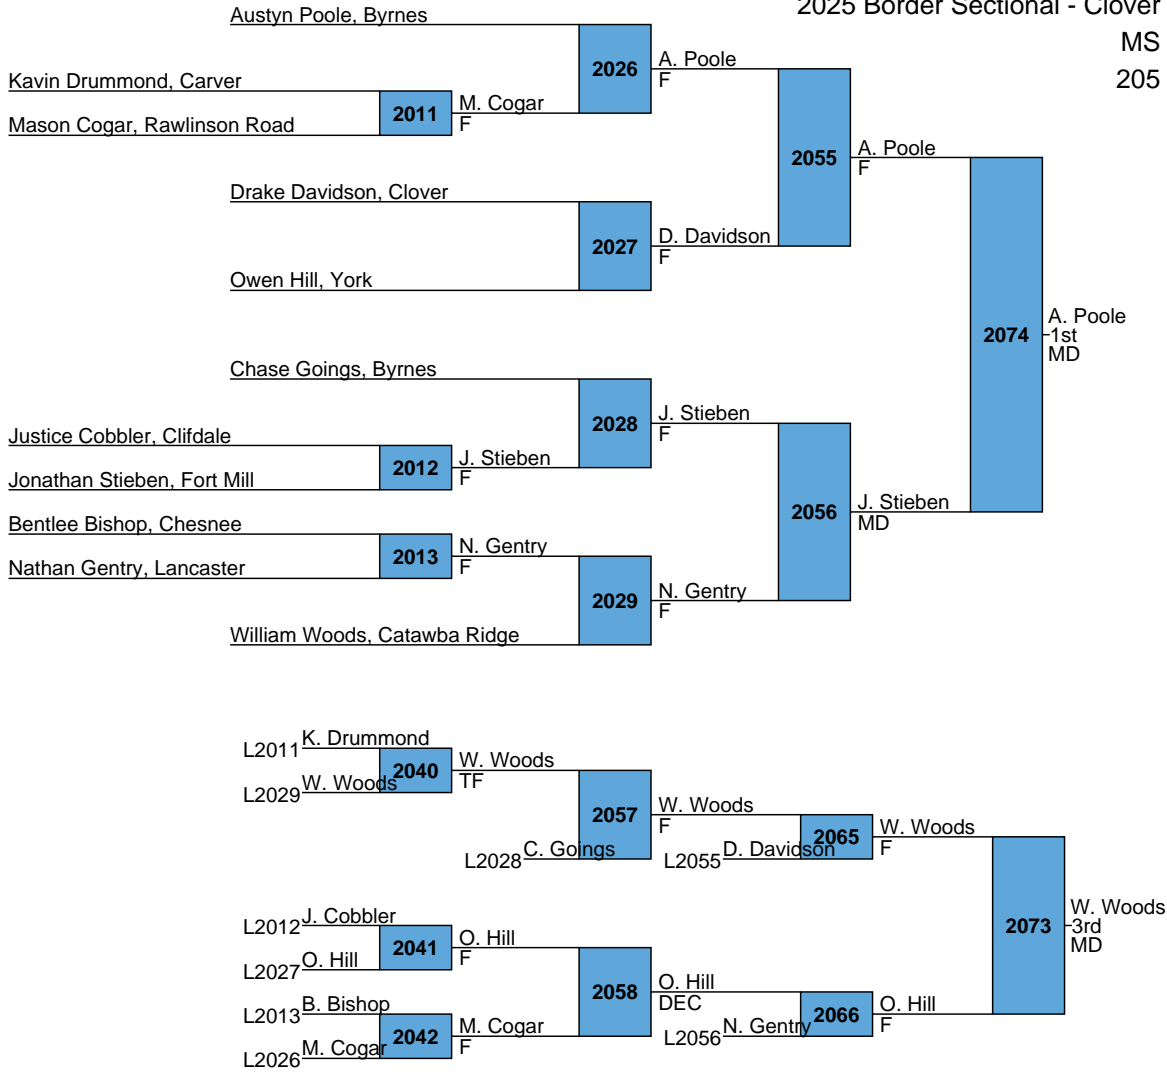 2025 Border Sectional - Clover
MS
205
Austyn Poole, Byrnes
2026
A. Poole
F
Kavin Drummond, Carver
2011
M. Cogar
F
Mason Cogar, Rawlinson Road
2055
A. Poole
F
Drake Davidson, Clover
2027
D. Davidson
F
Owen Hill, York
2074
A. Poole
1st
MD
Chase Goings, Byrnes
2028
J. Stieben
F
Justice Cobbler, Clifdale
2012
J. Stieben
F
Jonathan Stieben, Fort Mill
2056
J. Stieben
MD
Bentlee Bishop, Chesnee
2013
N. Gentry
F
Nathan Gentry, Lancaster
2029
N. Gentry
F
William Woods, Catawba Ridge
L2011 K. Drummond
2040
W. Woods
TF
L2029 W. Woods
2057
W. Woods
F
L2028 C. Goings
L2055 D. Davidson
2065
W. Woods
F
L2012 J. Cobbler
2041
O. Hill
F
L2027 O. Hill
2073
W. Woods
3rd
MD
2058
O. Hill
DEC
L2013 B. Bishop
2042
M. Cogar
F
L2026 M. Cogar
L2056 N. Gentry
2066
O. Hill
F